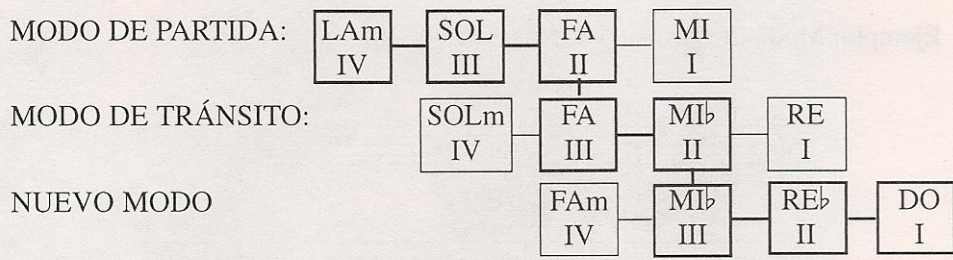 MODO DE PARTIDA: LAm SOL FA MI
IV III II I
MODO DE TRÁNSITO: SOLm FA MI♭ RE
IV III II I
NUEVO MODO FAm MI♭ RE♭ DO
IV III II I